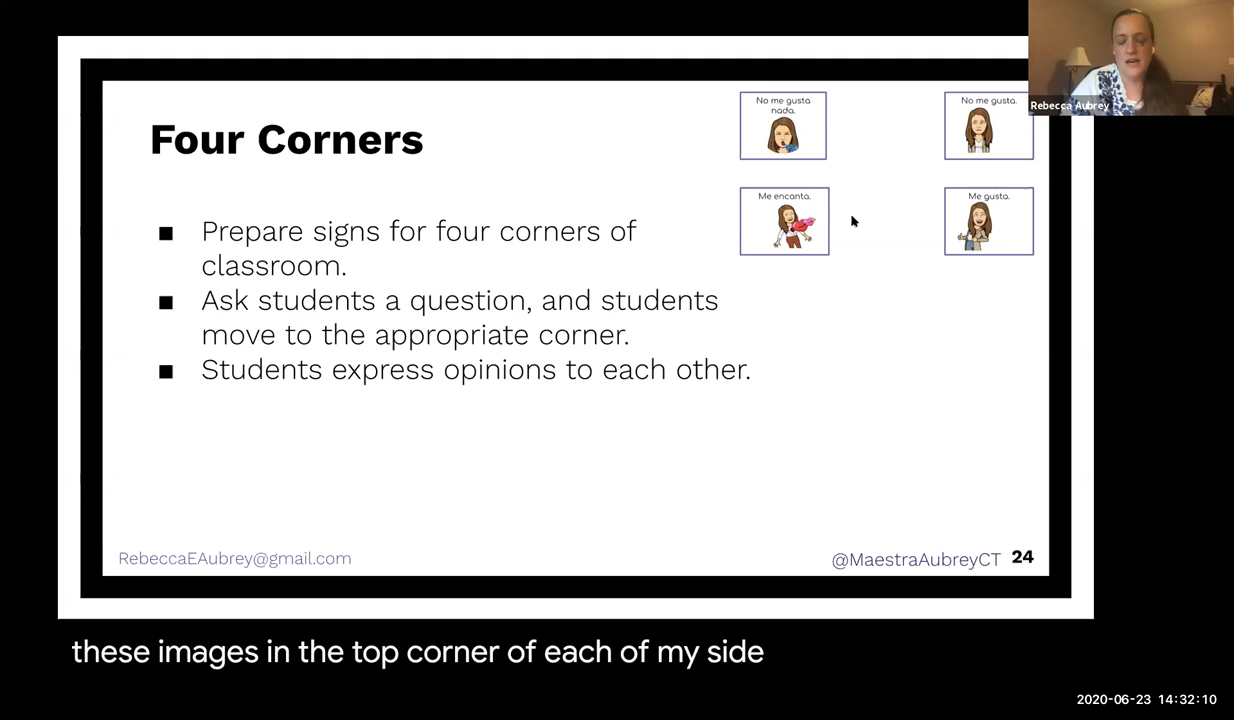 Four Corners
No me gusta
nada.
No me gusta.
Rebecca Aubrey
Me encanta.
Me gusta.
■ Prepare signs for four corners of
classroom.
■ Ask students a question, and students
move to the appropriate corner.
■ Students express opinions to each other.
RebeccaEAubrey@gmail.com
@MaestraAubreyCT 24
these images in the top corner of each of my side
2020-06-23 14:32:10